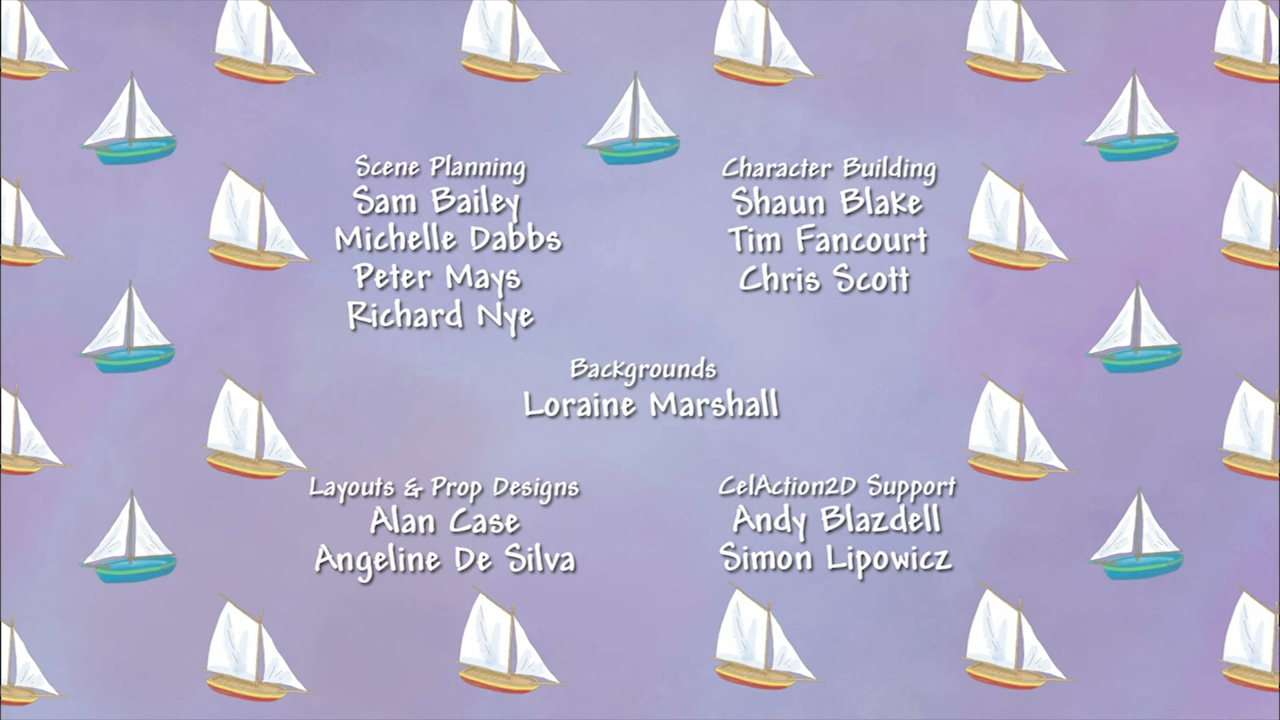 Scene Planning
Sam Bailey
Michelle Dabbs
Peter Mays
Richard Nye
Character Building
Shaun Blake
Tim Fancourt
Chris Scott
Backgrounds
Loraine Marshall
Layouts & Prop Designs
Alan Case
Angeline De Silva
CelAction2D Support
Andy Blazdell
Simon Lipowicz